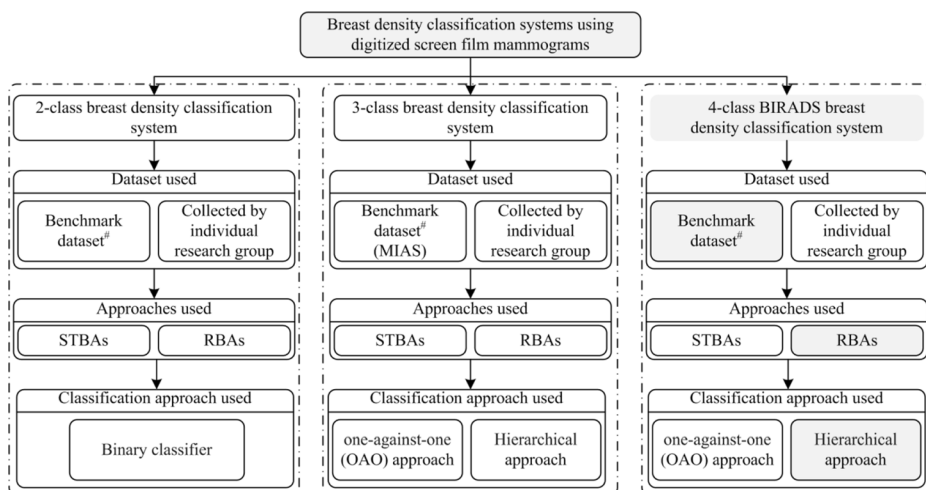 Breast density classification systems using
digitized screen film mammograms
2-class breast density classification
system
Dataset used
Benchmark
dataset#
Collected by
individual
research group
Approaches used
STBAs
RBAs
Classification approach used
Binary classifier
3-class breast density classification
system
Dataset used
Benchmark
dataset#
(MIAS)
Collected by
individual
research group
Approaches used
STBAs
RBAs
Classification approach used
one-against-one
(OAO) approach
Hierarchical
approach
4-class BIRADS breast
density classification system
Dataset used
Benchmark
dataset#
Collected by
individual
research group
Approaches used
STBAs
RBAs
Classification approach used
one-against-one
(OAO) approach
Hierarchical
approach